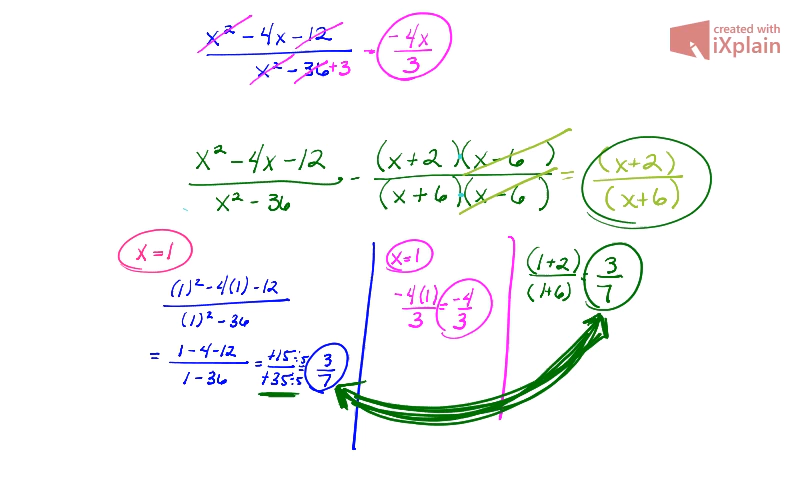 created with
iXplain
x² - 4x - 12 / x² - 36 + 3 - -4x / 3
x² - 4x - 12 / x² - 36 - (x+2)(x-6) / (x+6)(x-6) = (x+2) / (x+6)
x=1
(1)² - 4(1) - 12 / (1)² - 36
= 1-4-12 / 1-36 = +15 ÷5 / +35 ÷5 = 3/7
x=1
-4(1) / 3 = -4 / 3
(1+2) / (1+6) = 3 / 7